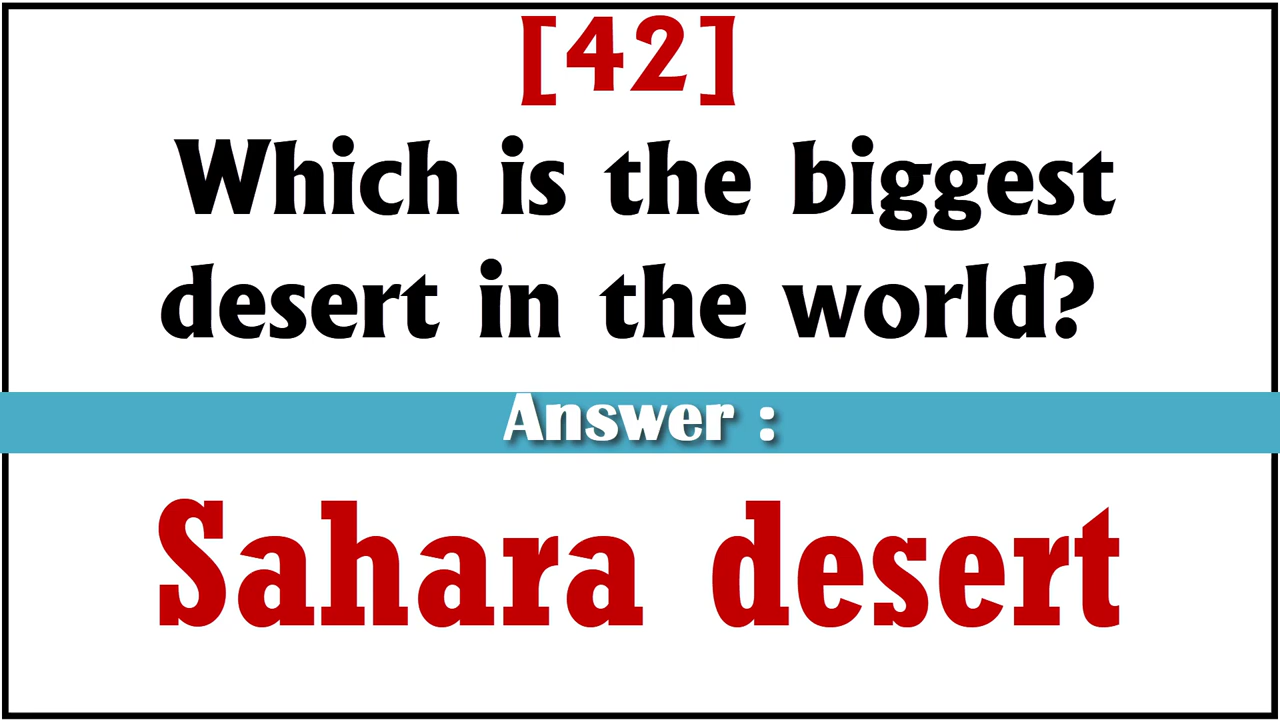 [42]
Which is the biggest
desert in the world?
Answer :
Sahara desert